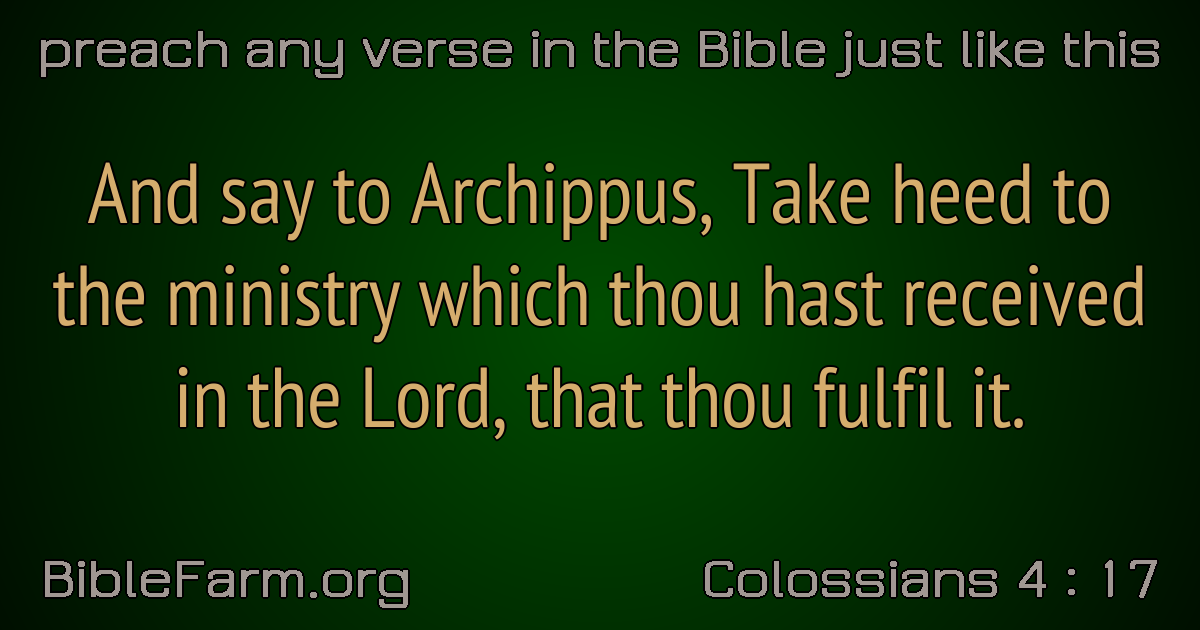 preach any verse in the Bible just like this
And say to Archippus, Take heed to
the ministry which thou hast received
in the Lord, that thou fulfil it.
BibleFarm.org
Colossians 4 : 17